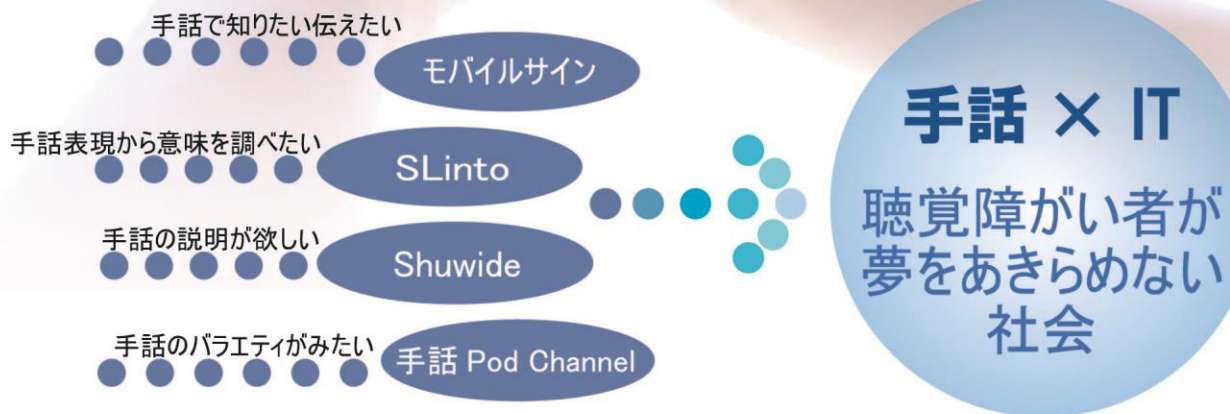 手話で知りたい伝えたい
モバイルサイン
手話表現から意味を調べたい
SLinto
手話の説明が欲しい
Shuwide
手話のバラエティがみたい
手話 Pod Channel
手話 × IT
聴覚障がい者が
夢をあきらめない
社会